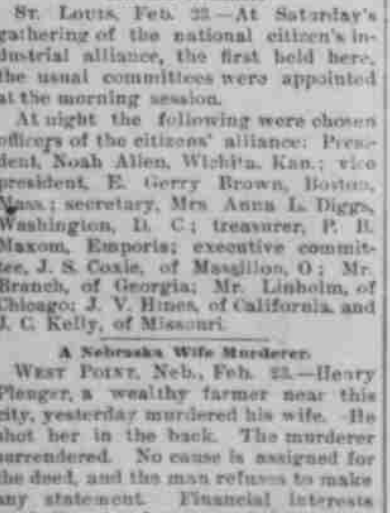 ST. LOUIS, Feb. 23.—At Saturday's
gathering of the national citizen's in-
dustrial alliance, the first held here,
the usual committees were appointed
at the morning session.
At night the following were chosen
officers of the citizens' alliance: Presi-
dent, Noah Allen, Wichita, Kan.; vice
president, E. Gerry Brown, Boston,
Mass.; secretary, Mrs Anna L. Diggs,
Washington, D. C; treasurer, P. B.
Maxom, Emporia; executive commit-
tee, J. S. Coxie, of Massillon, O; Mr.
Branch, of Georgia; Mr. Linholm, of
Chicago; J. V. Hines, of California, and
J. C. Kelly, of Missouri.
A Nebraska Wife Murderer.
WEST POINT, Neb., Feb. 23.—Henry
Plenger, a wealthy farmer near this
city, yesterday murdered his wife. He
shot her in the back. The murderer
surrendered. No cause is assigned for
the deed, and the man refuses to make
any statement. Financial interests